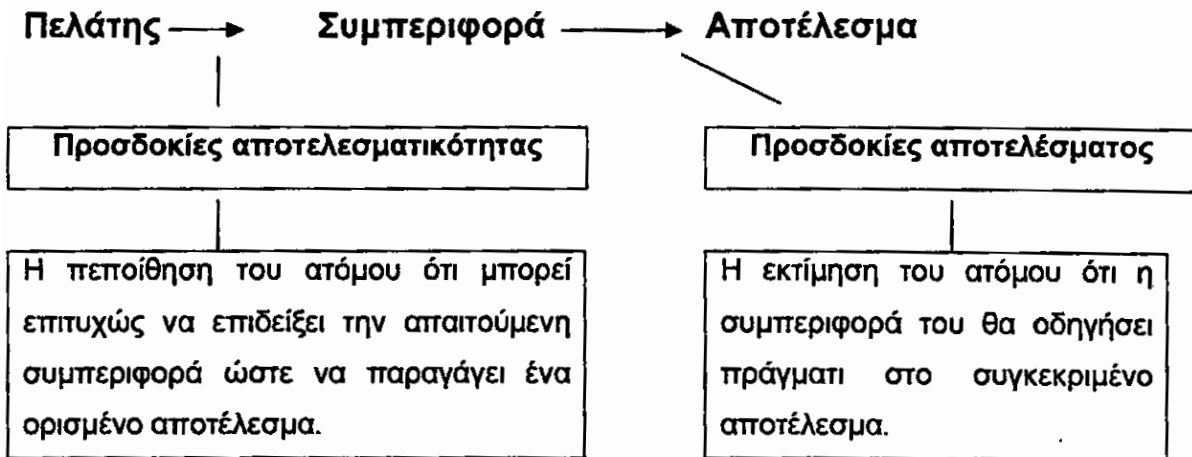 Πελάτης Συμπεριφορά Αποτέλεσμα
Προσδοκίες αποτελεσματικότητας
Προσδοκίες αποτελέσματος
Η πεποίθηση του ατόμου ότι μπορεί
επιτυχώς να επιδείξει την απαιτούμενη
συμπεριφορά ώστε να παραγάγει ένα
ορισμένο αποτέλεσμα.
Η εκτίμηση του ατόμου ότι η
συμπεριφορά του θα οδηγήσει
πράγματι στο συγκεκριμένο
αποτέλεσμα.